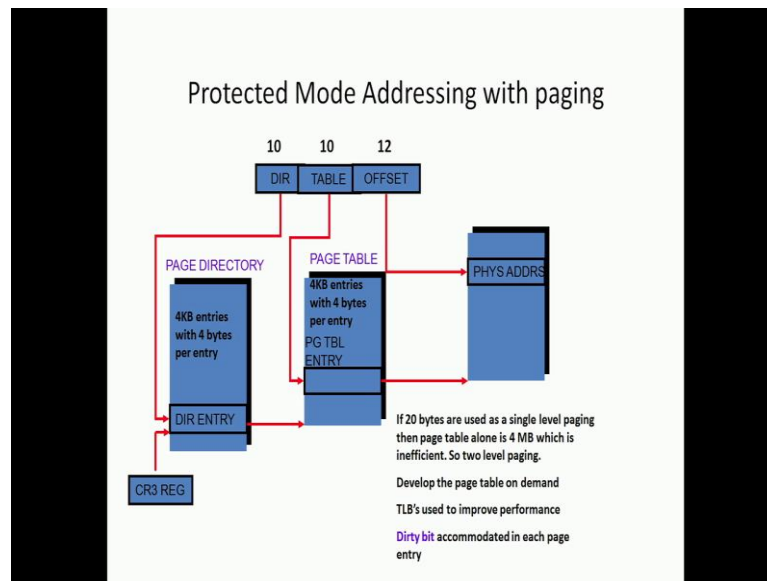 Protected Mode Addressing with paging
10 10 12
DIR TABLE OFFSET
PAGE DIRECTORY
4KB entries
with 4 bytes
per entry
DIR ENTRY
CR3 REG
PAGE TABLE
4KB entries
with 4 bytes
per entry
PG TBL
ENTRY
PHYS ADDRS
If 20 bytes are used as a single level paging
then page table alone is 4 MB which is
inefficient. So two level paging.
Develop the page table on demand
TLB's used to improve performance
Dirty bit accommodated in each page
entry